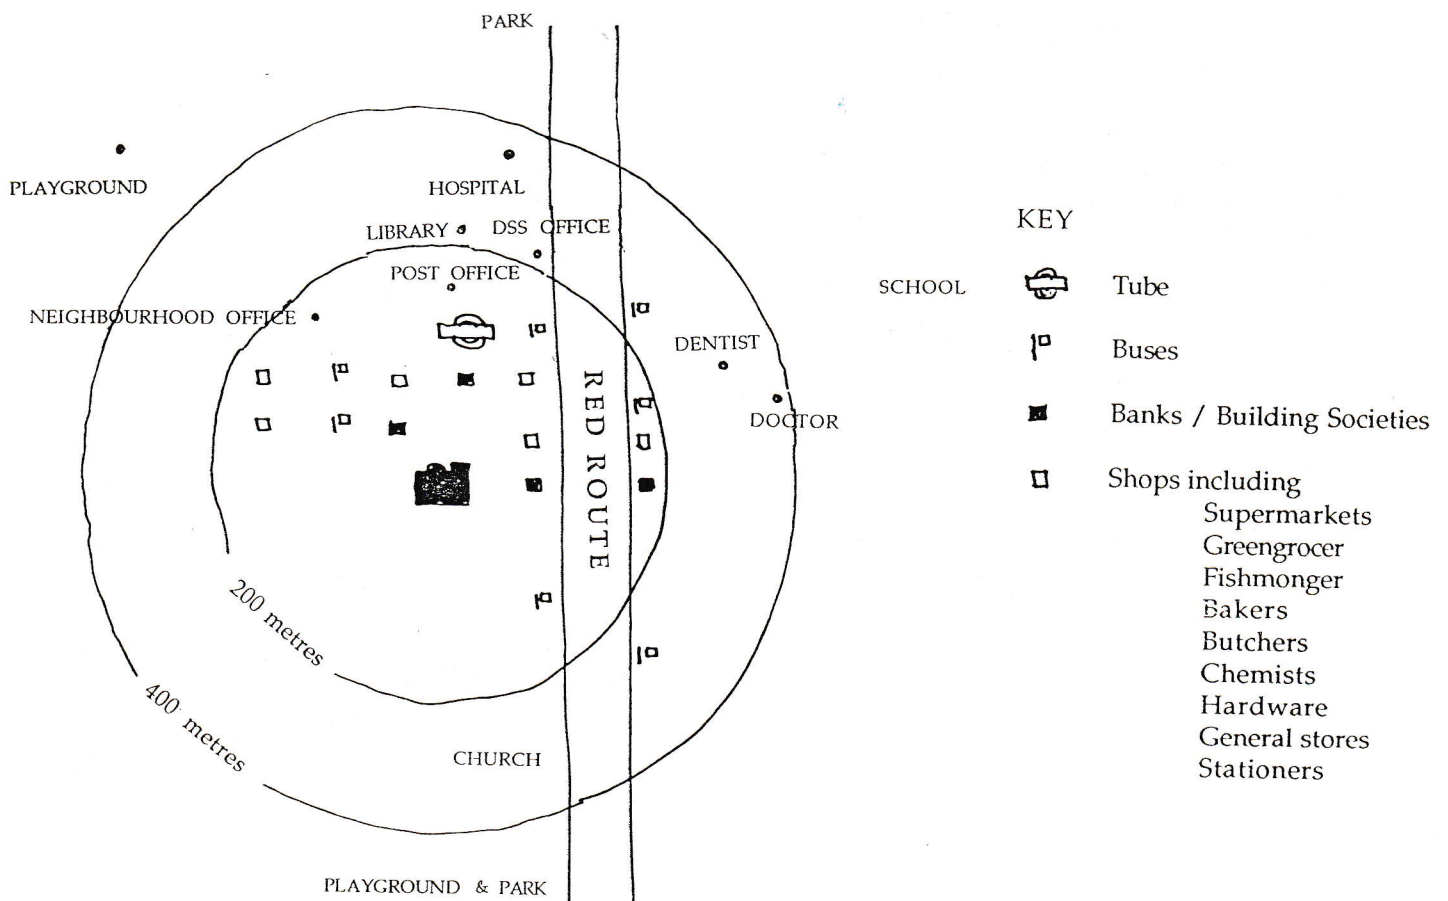 PARK
PLAYGROUND
HOSPITAL
LIBRARY
DSS OFFICE
POST OFFICE
NEIGHBOURHOOD OFFICE
DENTIST
DOCTOR
RED ROUTE
200 metres
400 metres
CHURCH
PLAYGROUND & PARK
SCHOOL
KEY
Tube
Buses
Banks / Building Societies
Shops including
Supermarkets
Greengrocer
Fishmonger
Bakers
Butchers
Chemists
Hardware
General stores
Stationers